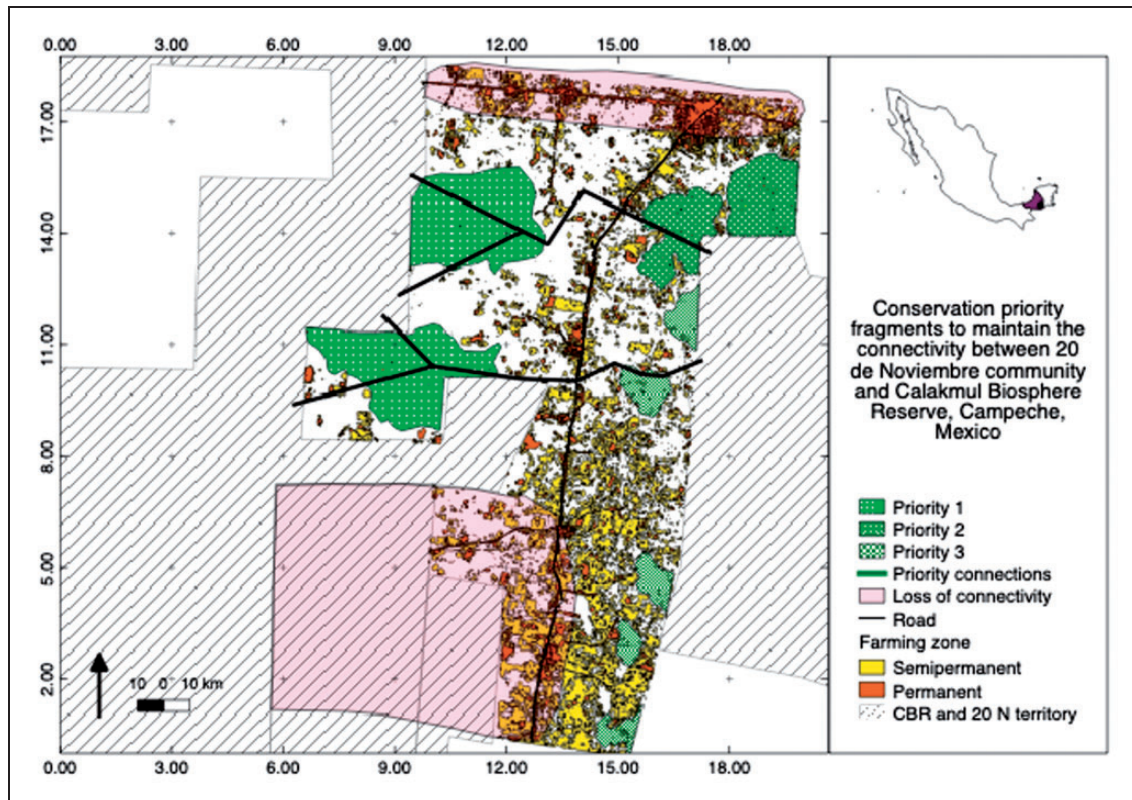 0.00 3.00 6.00 9.00 12.00 15.00 18.00
17.00
14.00
11.00
8.00
5.00
2.00
10 0 10 km
0.00 3.00 6.00 9.00 12.00 15.00 18.00
Conservation priority
fragments to maintain the
connectivity between 20
de Noviembre community
and Calakmul Biosphere
Reserve, Campeche,
Mexico
Priority 1
Priority 2
Priority 3
Priority connections
Loss of connectivity
Road
Farming zone
Semipermanent
Permanent
CBR and 20 N territory